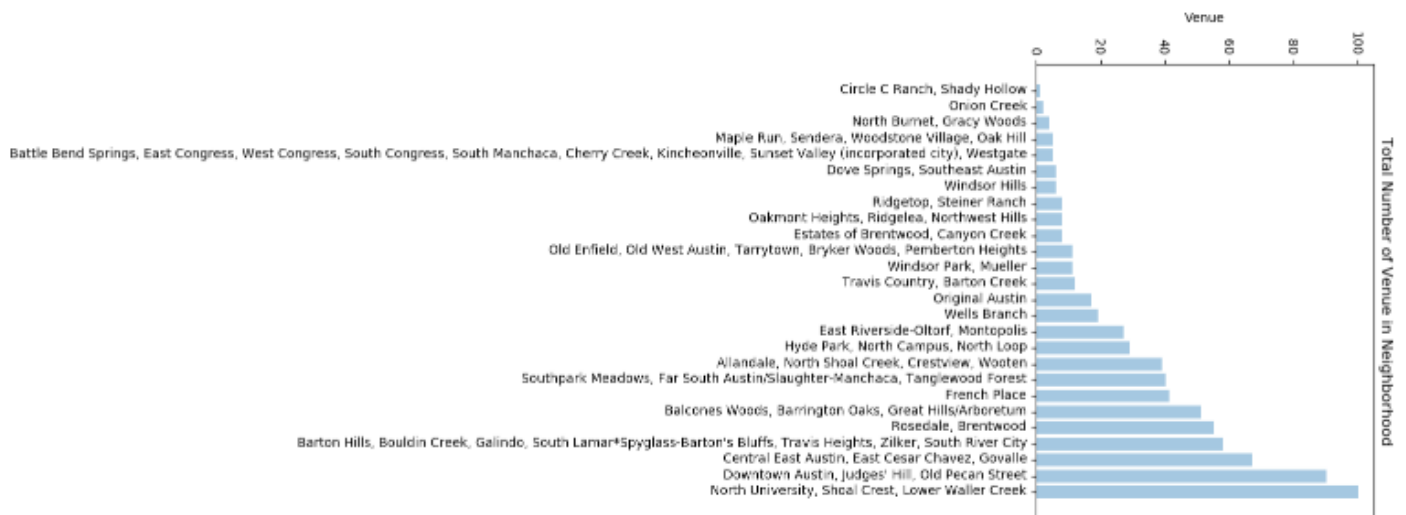 Venue
0 20 40 60 80 100
Circle C Ranch, Shady Hollow
Onion Creek
North Burnet, Gracy Woods
Maple Run, Sendera, Woodstone Village, Oak Hill
Battle Bend Springs, East Congress, West Congress, South Congress, South Manchaca, Cherry Creek, Kincheonville, Sunset Valley (incorporated city), Westgate
Dove Springs, Southeast Austin
Windsor Hills
Ridgetop, Steiner Ranch
Oakmont Heights, Ridgelea, Northwest Hills
Estates of Brentwood, Canyon Creek
Old Enfield, Old West Austin, Tarrytown, Bryker Woods, Pemberton Heights
Windsor Park, Mueller
Travis Country, Barton Creek
Original Austin
Wells Branch
East Riverside-Oltorf, Montopolis
Hyde Park, North Campus, North Loop
Allandale, North Shoal Creek, Crestview, Wooten
Southpark Meadows, Far South Austin/Slaughter-Manchaca, Tanglewood Forest
French Place
Balcones Woods, Barrington Oaks, Great Hills/Arboretum
Rosedale, Brentwood
Barton Hills, Bouldin Creek, Galindo, South Lamar*Spyglass-Barton's Bluffs, Travis Heights, Zilker, South River City
Central East Austin, East Cesar Chavez, Govalle
Downtown Austin, Judges' Hill, Old Pecan Street
North University, Shoal Crest, Lower Waller Creek
Total Number of Venue in Neighborhood